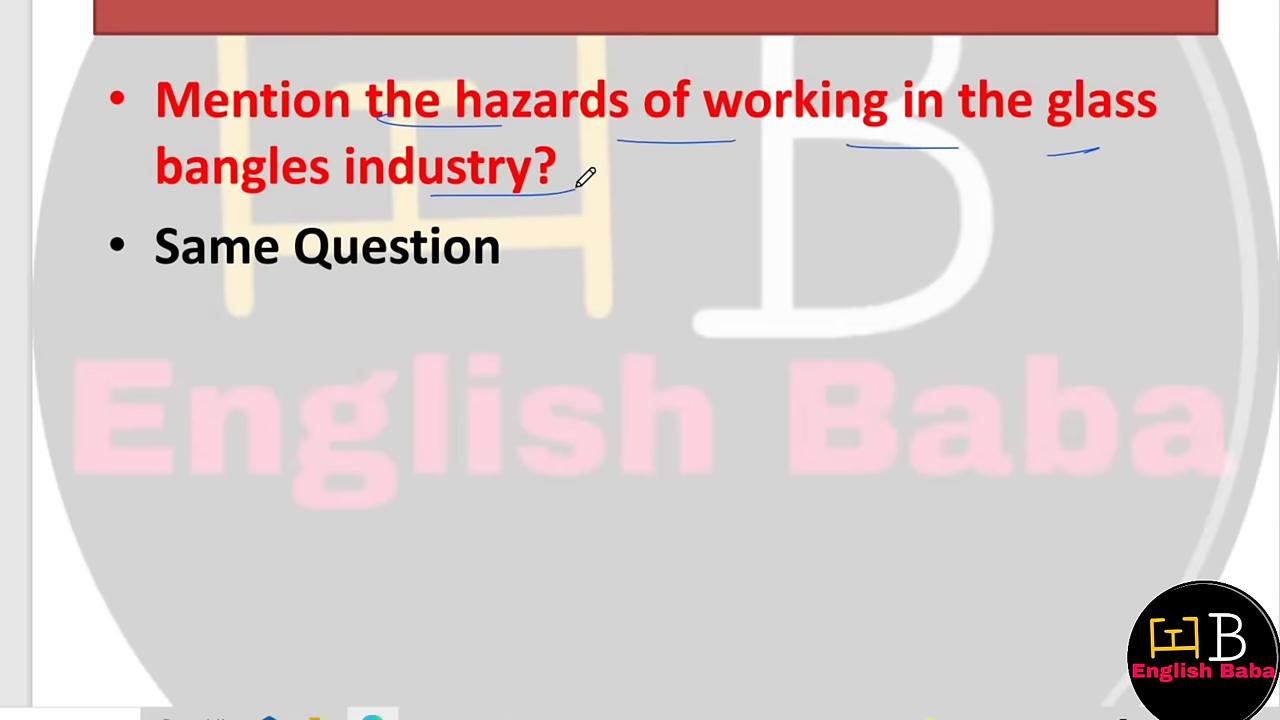 • Mention the hazards of working in the glass
bangles industry?
• Same Question
English Baba
B
English Baba